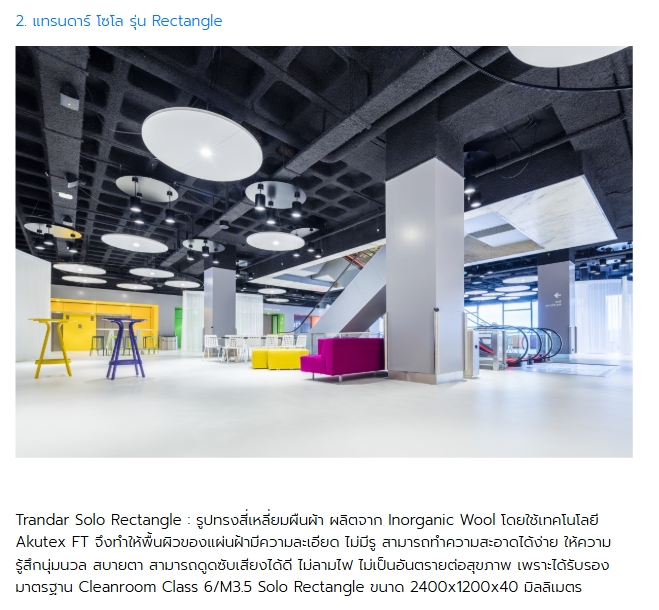 2. แทรนดาร์ โซโล รุ่น Rectangle
Trandar Solo Rectangle : รูปทรงสี่เหลี่ยมผืนผ้า ผลิตจาก Inorganic Wool โดยใช้เทคโนโลยี
Akutex FT จึงทำให้พื้นผิวของแผ่นฝ้ามีความละเอียด ไม่มีรู สามารถทำความสะอาดได้ง่าย ให้ความ
รู้สึกนุ่มนวล สบายตา สามารถดูดซับเสียงได้ดี ไม่ลามไฟ ไม่เป็นอันตรายต่อสุขภาพ เพราะได้รับรอง
มาตรฐาน Cleanroom Class 6/M3.5 Solo Rectangle ขนาด 2400x1200x40 มิลลิเมตร